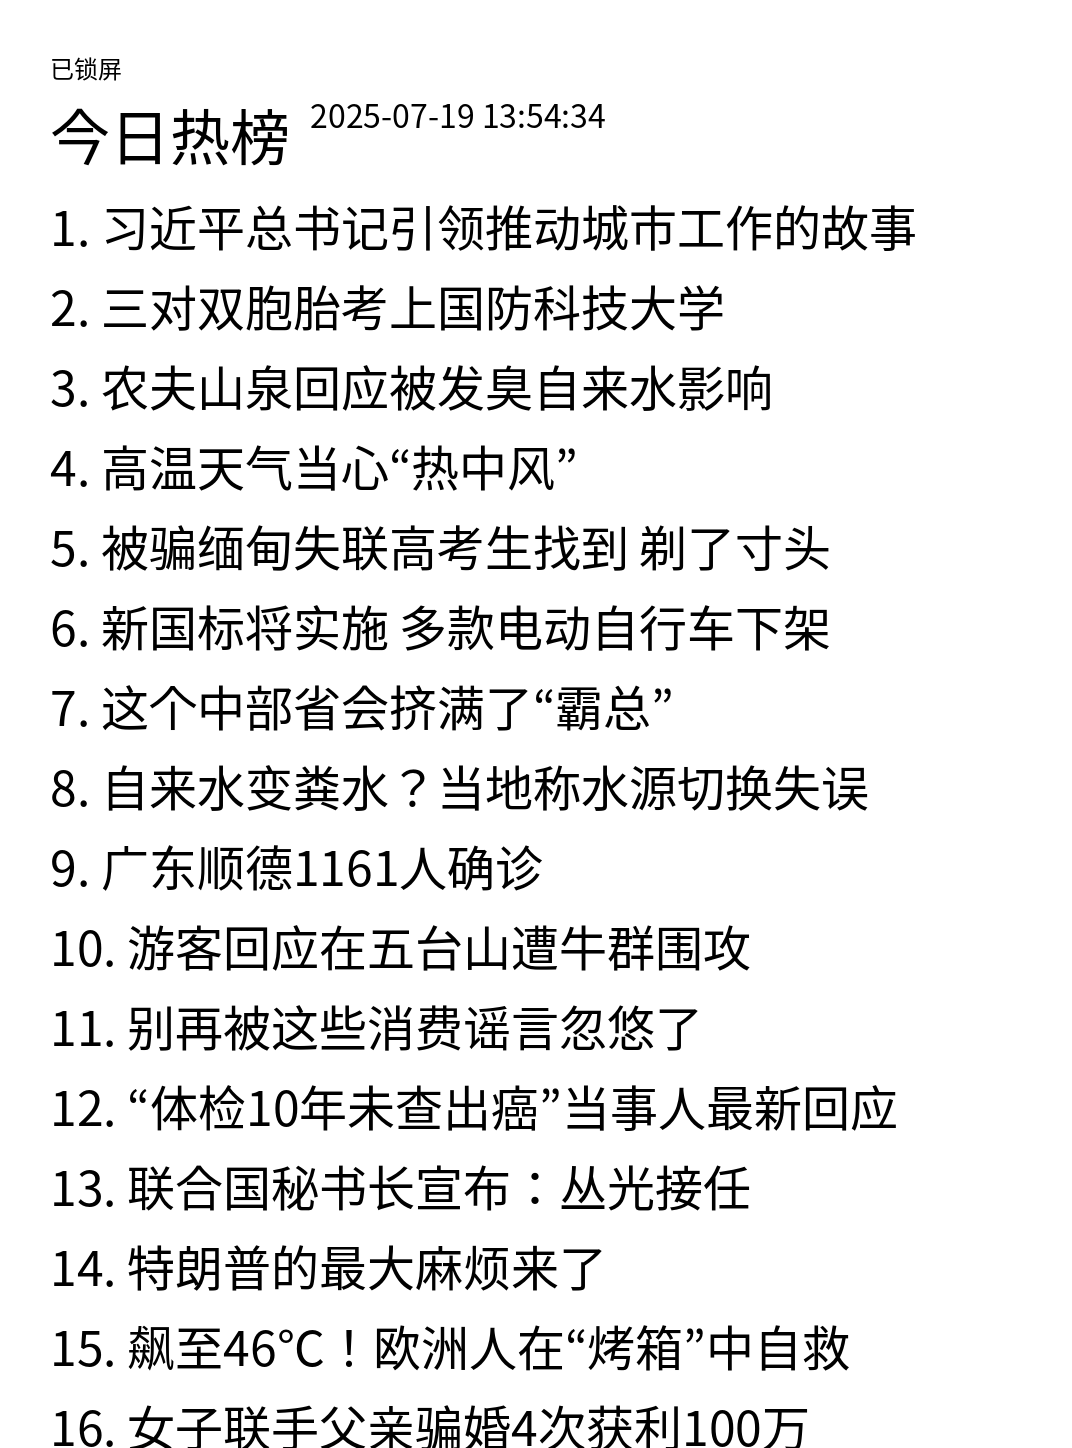 已锁屏
今日热榜 2025-07-19 13:54:34
1. 习近平总书记引领推动城市工作的故事
2. 三对双胞胎考上国防科技大学
3. 农夫山泉回应被发臭自来水影响
4. 高温天气当心“热中风”
5. 被骗缅甸失联高考生找到 剃了寸头
6. 新国标将实施 多款电动自行车下架
7. 这个中部省会挤满了“霸总”
8. 自来水变粪水？当地称水源切换失误
9. 广东顺德1161人确诊
10. 游客回应在五台山遭牛群围攻
11. 别再被这些消费谣言忽悠了
12. “体检10年未查出癌”当事人最新回应
13. 联合国秘书长宣布：丛光接任
14. 特朗普的最大麻烦来了
15. 飙至46℃！欧洲人在“烤箱”中自救
16. 女子联手父亲骗婚4次获利100万